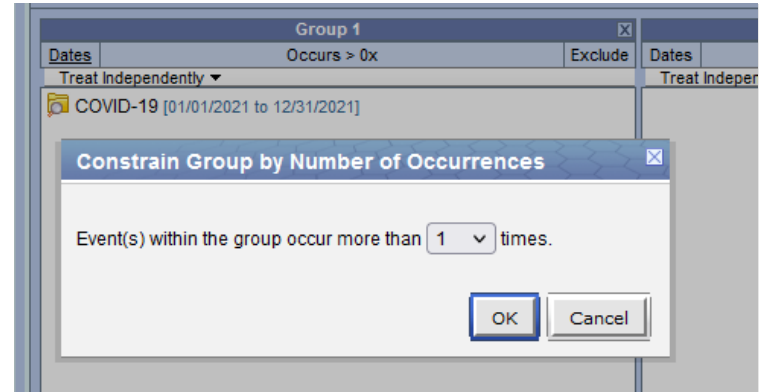 Group 1
Dates Occurs > 0x Exclude Dates
Treat Independently Treat Indepen
COVID-19 [01/01/2021 to 12/31/2021]
Constrain Group by Number of Occurrences
Event(s) within the group occur more than 1 times.
OK Cancel